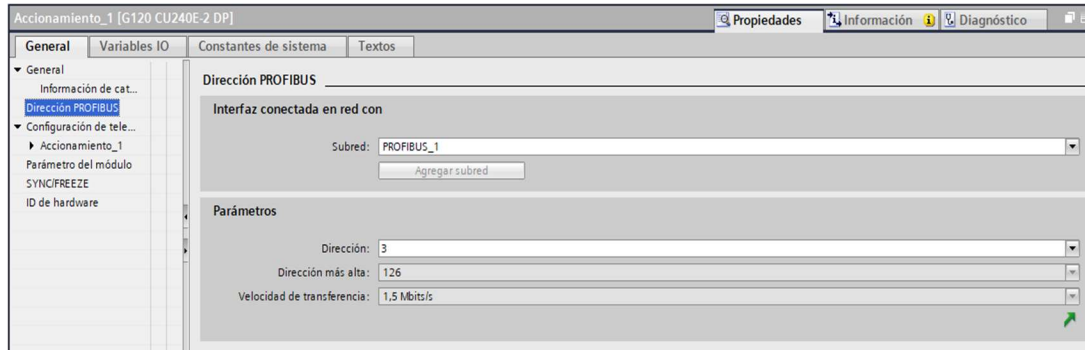 Accionamiento_1 [G120 CU240E-2 DP]
Propiedades
Información
Diagnóstico
General
Variables IO
Constantes de sistema
Textos
General
Información de cat...
Dirección PROFIBUS
Configuración de tele...
Accionamiento_1
Parámetro del módulo
SYNC/FREEZE
ID de hardware
Dirección PROFIBUS
Interfaz conectada en red con
Subred: PROFIBUS_1
Agregar subred
Parámetros
Dirección: 3
Dirección más alta: 126
Velocidad de transferencia: 1,5 Mbits/s